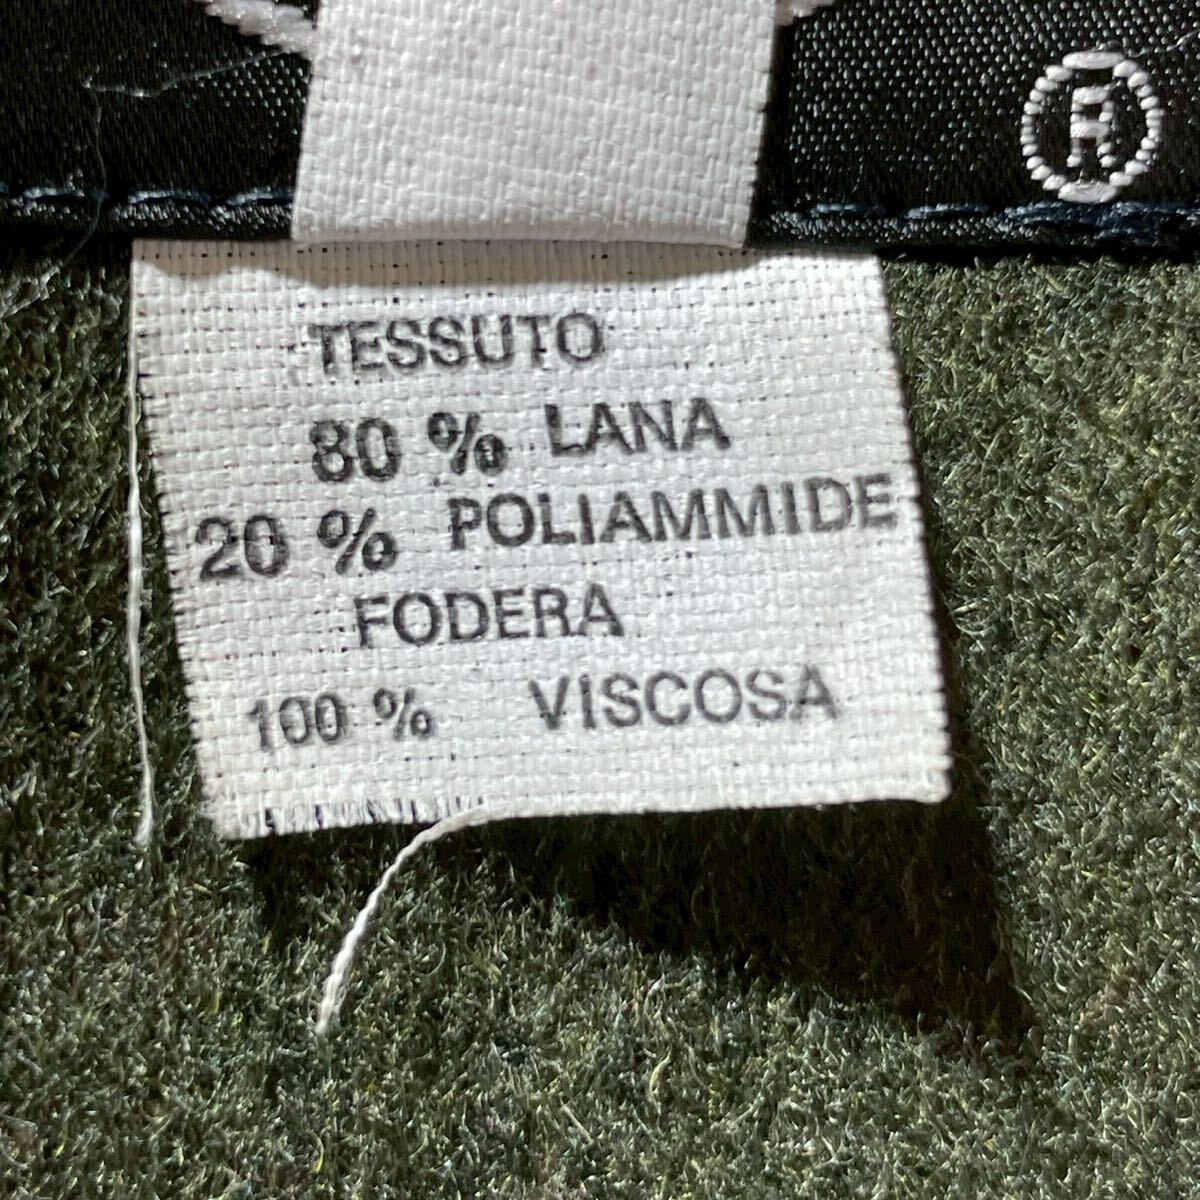 ®
TESSUTO
80 % LANA
20 % POLIAMMIDE
FODERA
100 % VISCOSA